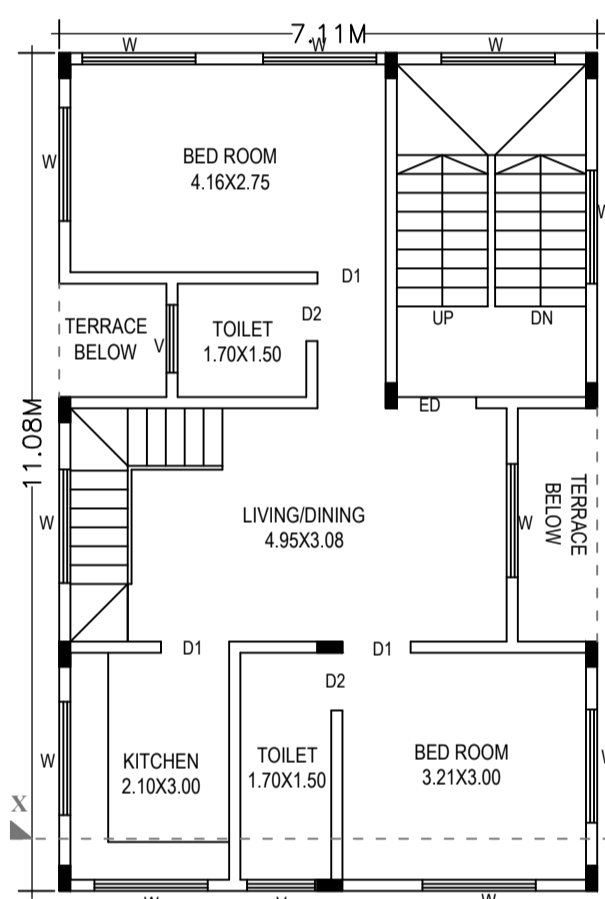 7.11M
W
W
W
BED ROOM
4.16X2.75
W
W
D1
D2
UP
DN
TERRACE
BELOW
V
TOILET
1.70X1.50
11.08M
ED
W
LIVING/DINING
4.95X3.08
W
TERRACE
BELOW
D1
D1
D2
W
KITCHEN
2.10X3.00
TOILET
1.70X1.50
BED ROOM
3.21X3.00
W
X
W
V
W